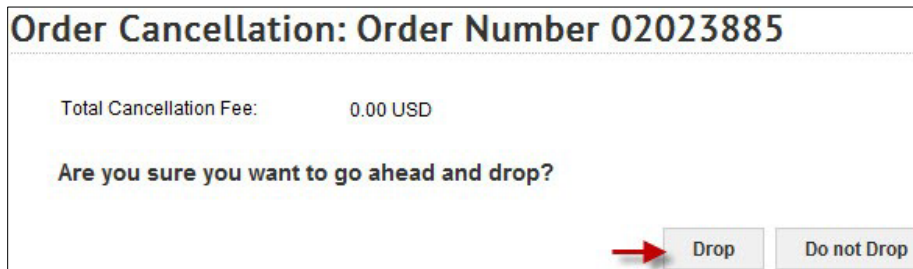 Order Cancellation: Order Number 02023885
Total Cancellation Fee: 0.00 USD
Are you sure you want to go ahead and drop?
Drop Do not Drop